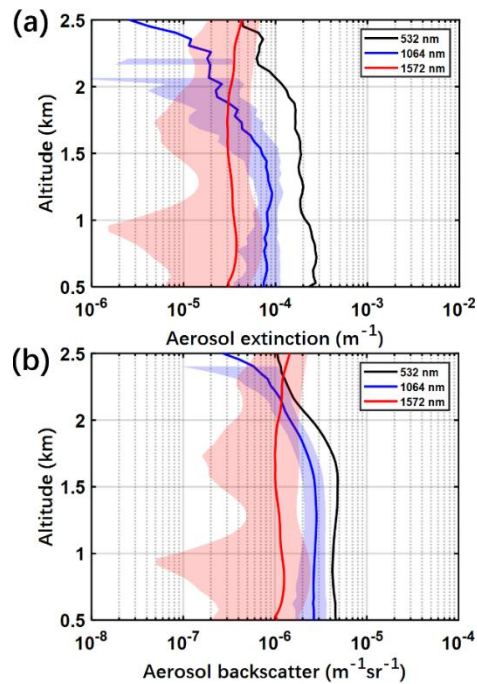 (a)
2.5
2
1.5
1
0.5
Altitude (km)
532 nm
1064 nm
1572 nm
10⁻⁶ 10⁻⁵ 10⁻⁴ 10⁻³ 10⁻²
Aerosol extinction (m⁻¹)
(b)
2.5
2
1.5
1
0.5
Altitude (km)
532 nm
1064 nm
1572 nm
10⁻⁸ 10⁻⁷ 10⁻⁶ 10⁻⁵ 10⁻⁴
Aerosol backscatter (m⁻¹sr⁻¹)